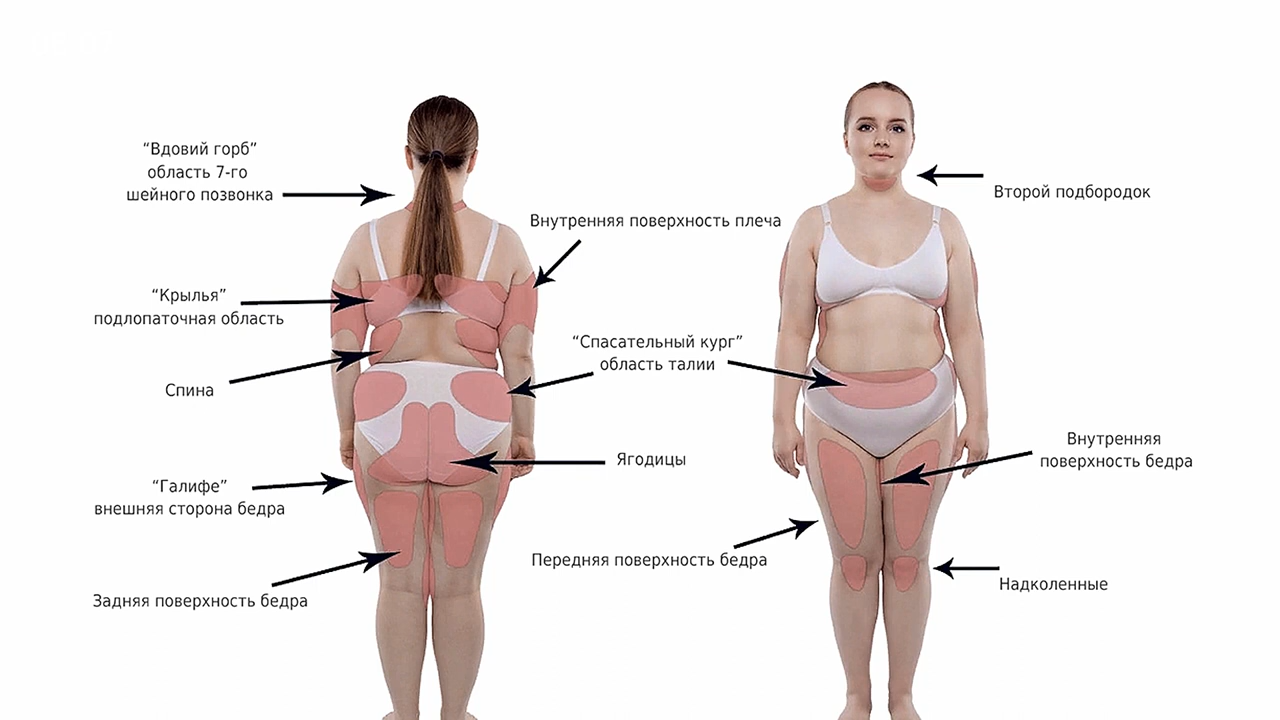 “Вдовий горб”
область 7-го
шейного позвонка
Второй подбородок
Внутренняя поверхность плеча
“Крылья”
подлопаточная область
“Спасательный кург”
область талии
Спина
Ягодицы
Внутренняя
поверхность бедра
“Галифе”
внешняя сторона бедра
Передняя поверхность бедра
Надколенные
Задняя поверхность бедра